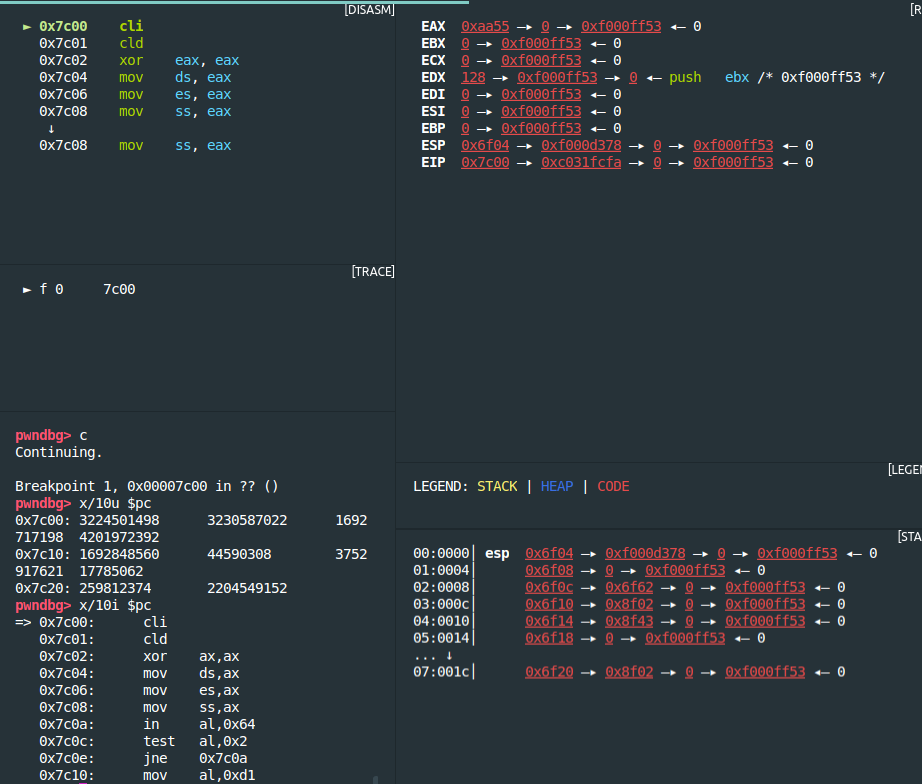 [DISASM]
► 0x7c00 cli
0x7c01 cld
0x7c02 xor eax, eax
0x7c04 mov ds, eax
0x7c06 mov es, eax
0x7c08 mov ss, eax
↓
0x7c08 mov ss, eax
[TRACE]
► f 0 7c00
pwndbg> c
Continuing.
Breakpoint 1, 0x00007c00 in ?? ()
pwndbg> x/10u $pc
0x7c00: 3224501498 3230587022 1692
717198 4201972392
0x7c10: 1692848560 44590308 3752
917621 17785062
0x7c20: 259812374 2204549152
pwndbg> x/10i $pc
=> 0x7c00: cli
0x7c01: cld
0x7c02: xor ax,ax
0x7c04: mov ds,ax
0x7c06: mov es,ax
0x7c08: mov ss,ax
0x7c0a: in al,0x64
0x7c0c: test al,0x2
0x7c0e: jne 0x7c0a
0x7c10: mov al,0xd1
[R
EAX 0xaa55 —▸ 0 —▸ 0xf000ff53 ◂— 0
EBX 0 —▸ 0xf000ff53 ◂— 0
ECX 0 —▸ 0xf000ff53 ◂— 0
EDX 128 —▸ 0xf000ff53 —▸ 0 ◂— push ebx /* 0xf000ff53 */
EDI 0 —▸ 0xf000ff53 ◂— 0
ESI 0 —▸ 0xf000ff53 ◂— 0
EBP 0 —▸ 0xf000ff53 ◂— 0
ESP 0x6f04 —▸ 0xf000d378 —▸ 0 —▸ 0xf000ff53 ◂— 0
EIP 0x7c00 —▸ 0xc031fcfa —▸ 0 —▸ 0xf000ff53 ◂— 0
[LEGEN
LEGEND: STACK | HEAP | CODE
[STA
00:0000│ esp 0x6f04 —▸ 0xf000d378 —▸ 0 —▸ 0xf000ff53 ◂— 0
01:0004│ 0x6f08 —▸ 0 —▸ 0xf000ff53 ◂— 0
02:0008│ 0x6f0c —▸ 0x6f62 —▸ 0 —▸ 0xf000ff53 ◂— 0
03:000c│ 0x6f10 —▸ 0x8f02 —▸ 0 —▸ 0xf000ff53 ◂— 0
04:0010│ 0x6f14 —▸ 0x8f43 —▸ 0 —▸ 0xf000ff53 ◂— 0
05:0014│ 0x6f18 —▸ 0 —▸ 0xf000ff53 ◂— 0
... ↓
07:001c│ 0x6f20 —▸ 0x8f02 —▸ 0 —▸ 0xf000ff53 ◂— 0